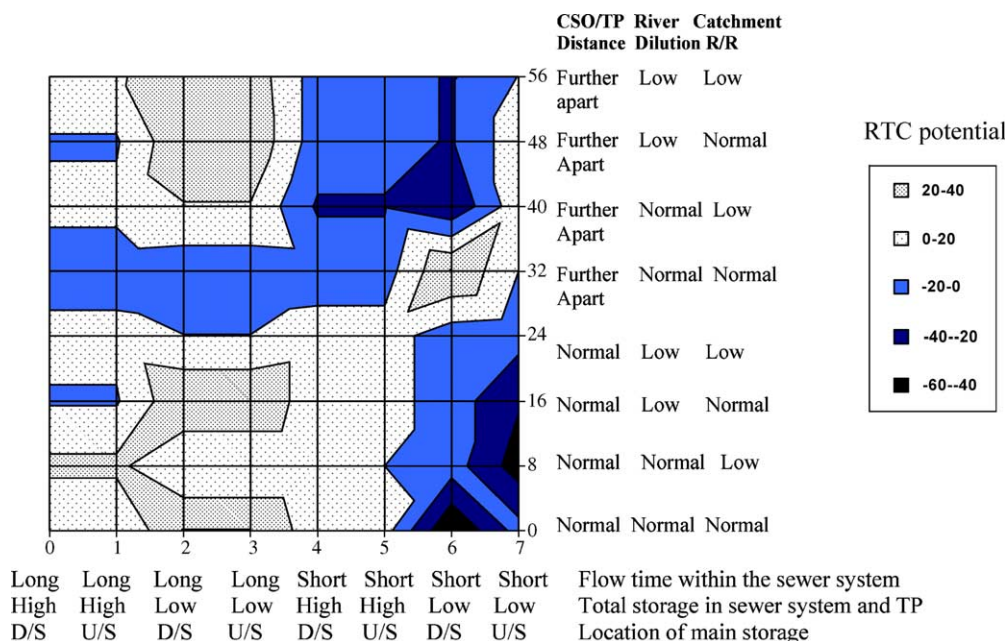 CSO/TP River Catchment
Distance Dilution R/R
56 Further Low Low
apart
48 Further Low Normal
Apart
40 Further Normal Low
Apart
32 Further Normal Normal
Apart
24 Normal Low Low
16 Normal Low Normal
8 Normal Normal Low
0 Normal Normal Normal
RTC potential
20-40
0-20
-20-0
-40--20
-60--40
0 1 2 3 4 5 6 7
Long Long Long Long Short Short Short Short Flow time within the sewer system
High High Low Low High High Low Low Total storage in sewer system and TP
D/S U/S D/S U/S D/S U/S D/S U/S Location of main storage